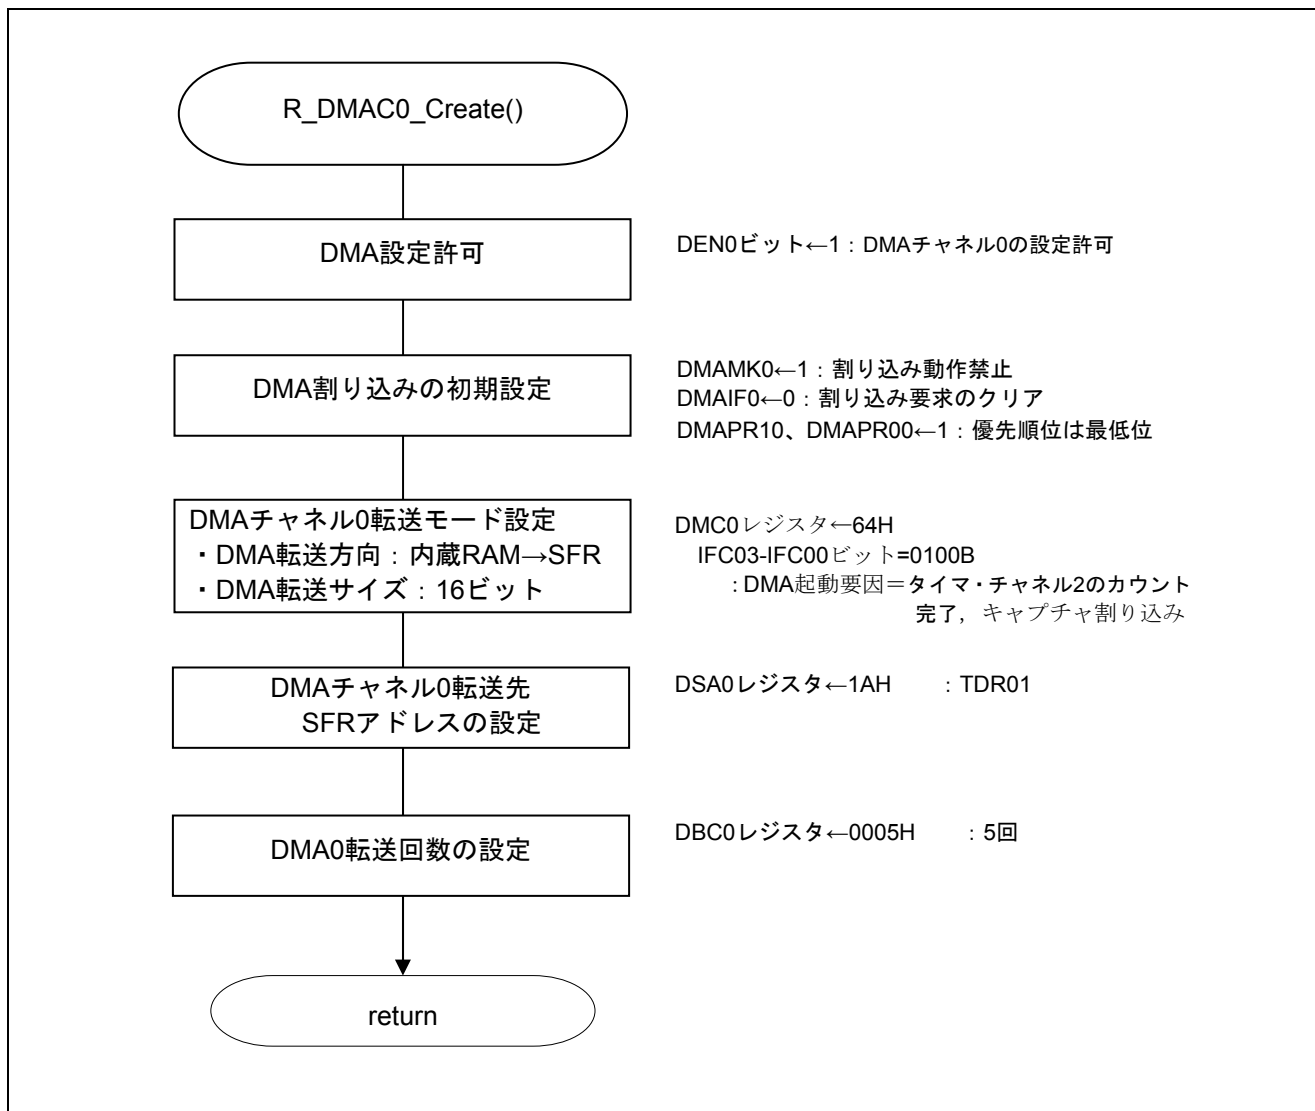 R_DMAC0_Create()
DMA設定許可
DEN0ビット←1：DMAチャネル0の設定許可
DMA割り込みの初期設定
DMAMK0←1：割り込み動作禁止
DMAIF0←0：割り込み要求のクリア
DMAPR10、DMAPR00←1：優先順位は最低位
DMAチャネル0転送モード設定
・DMA転送方向：内蔵RAM→SFR
・DMA転送サイズ：16ビット
DMC0レジスタ←64H
IFC03-IFC00ビット=0100B
：DMA起動要因＝タイマ・チャネル2のカウント
完了，キャプチャ割り込み
DMAチャネル0転送先
SFRアドレスの設定
DSA0レジスタ←1AH　　：TDR01
DMA0転送回数の設定
DBC0レジスタ←0005H　　：5回
return